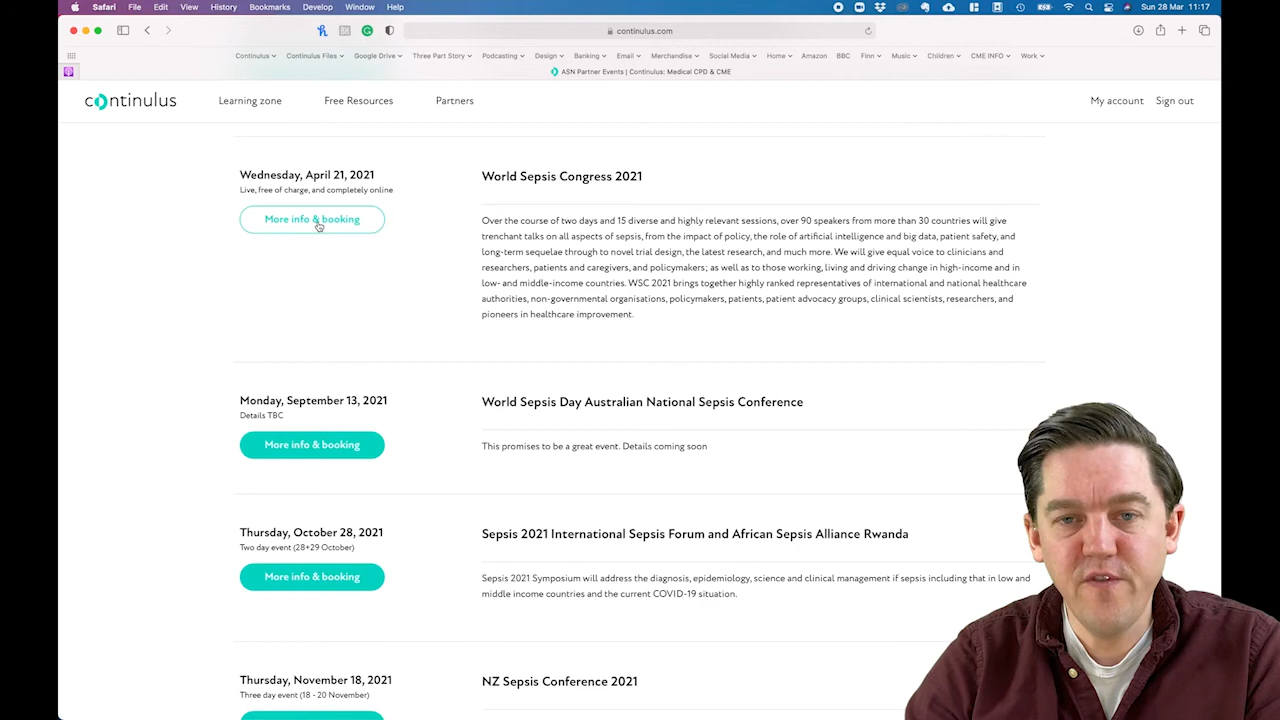 Safari File Edit View History Bookmarks Develop Window Help Sun 28 Mar 11:17
continulus.com
Continulus Continulus Files Google Drive Three Part Story Podcasting Design Banking Email Merchandise Social Media Home Amazon BBC Finn Music Children CME INFO Work
ASN Partner Events | Continulus: Medical CPD & CME
continulus Learning zone Free Resources Partners My account Sign out
Wednesday, April 21, 2021
Live, free of charge, and completely online
More info & booking
World Sepsis Congress 2021
Over the course of two days and 15 diverse and highly relevant sessions, over 90 speakers from more than 30 countries will give
trenchant talks on all aspects of sepsis, from the impact of policy, the role of artificial intelligence and big data, patient safety, and
long-term sequelae through to novel trial design, the latest research, and much more. We will give equal voice to clinicians and
researchers, patients and caregivers, and policymakers; as well as to those working, living and driving change in high-income and in
low- and middle-income countries. WSC 2021 brings together highly ranked representatives of international and national healthcare
authorities, non-governmental organisations, policymakers, patients, patient advocacy groups, clinical scientists, researchers, and
pioneers in healthcare improvement.
Monday, September 13, 2021
Details TBC
More info & booking
World Sepsis Day Australian National Sepsis Conference
This promises to be a great event. Details coming soon
Thursday, October 28, 2021
Two day event (28+29 October)
More info & booking
Sepsis 2021 International Sepsis Forum and African Sepsis Alliance Rwanda
Sepsis 2021 Symposium will address the diagnosis, epidemiology, science and clinical management if sepsis including that in low and
middle income countries and the current COVID-19 situation.
Thursday, November 18, 2021
Three day event (18 - 20 November)
NZ Sepsis Conference 2021